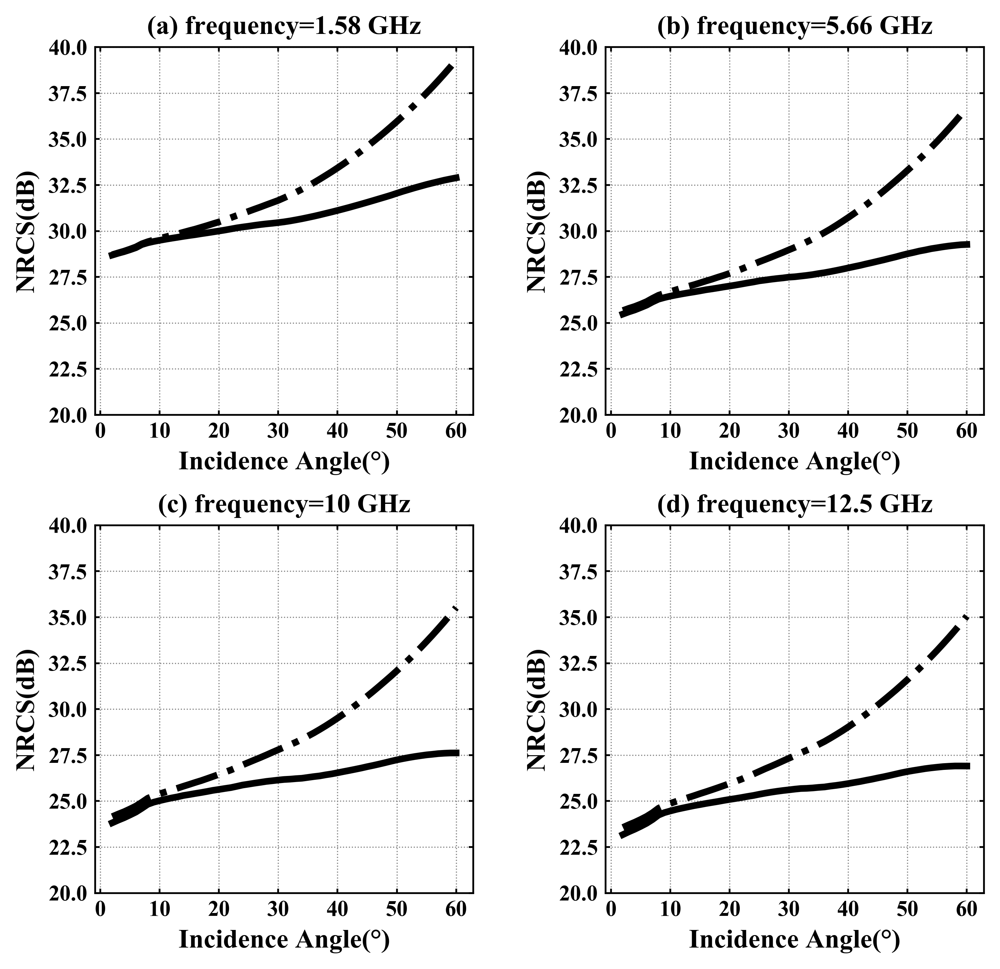 (a) frequency=1.58 GHz
NRCS(dB)
40.0
37.5
35.0
32.5
30.0
27.5
25.0
22.5
20.0
0 10 20 30 40 50 60
Incidence Angle(°)
(b) frequency=5.66 GHz
NRCS(dB)
40.0
37.5
35.0
32.5
30.0
27.5
25.0
22.5
20.0
0 10 20 30 40 50 60
Incidence Angle(°)
(c) frequency=10 GHz
NRCS(dB)
40.0
37.5
35.0
32.5
30.0
27.5
25.0
22.5
20.0
0 10 20 30 40 50 60
Incidence Angle(°)
(d) frequency=12.5 GHz
NRCS(dB)
40.0
37.5
35.0
32.5
30.0
27.5
25.0
22.5
20.0
0 10 20 30 40 50 60
Incidence Angle(°)